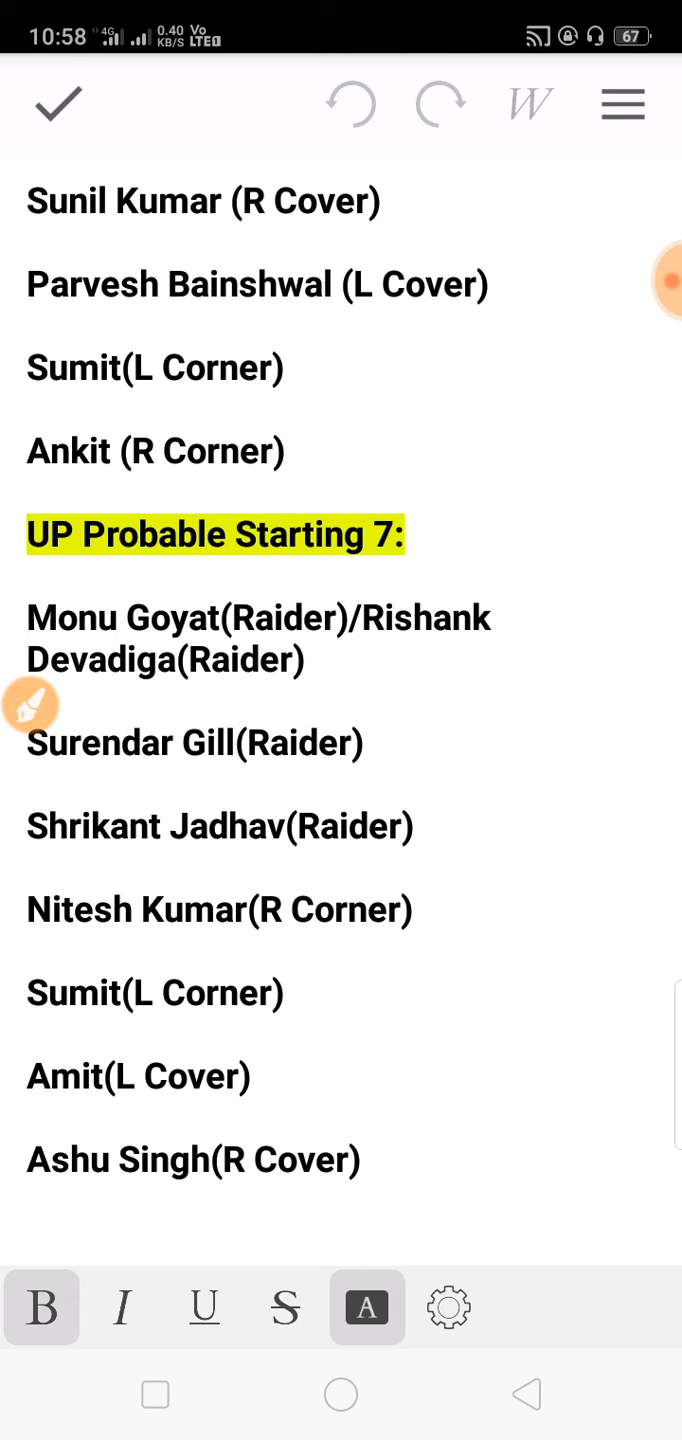 10:58 4G 0.40 KB/S Vo LTE1 67
W
Sunil Kumar (R Cover)
Parvesh Bainshwal (L Cover)
Sumit(L Corner)
Ankit (R Corner)
UP Probable Starting 7:
Monu Goyat(Raider)/Rishank
Devadiga(Raider)
Surendar Gill(Raider)
Shrikant Jadhav(Raider)
Nitesh Kumar(R Corner)
Sumit(L Corner)
Amit(L Cover)
Ashu Singh(R Cover)
B I U S A